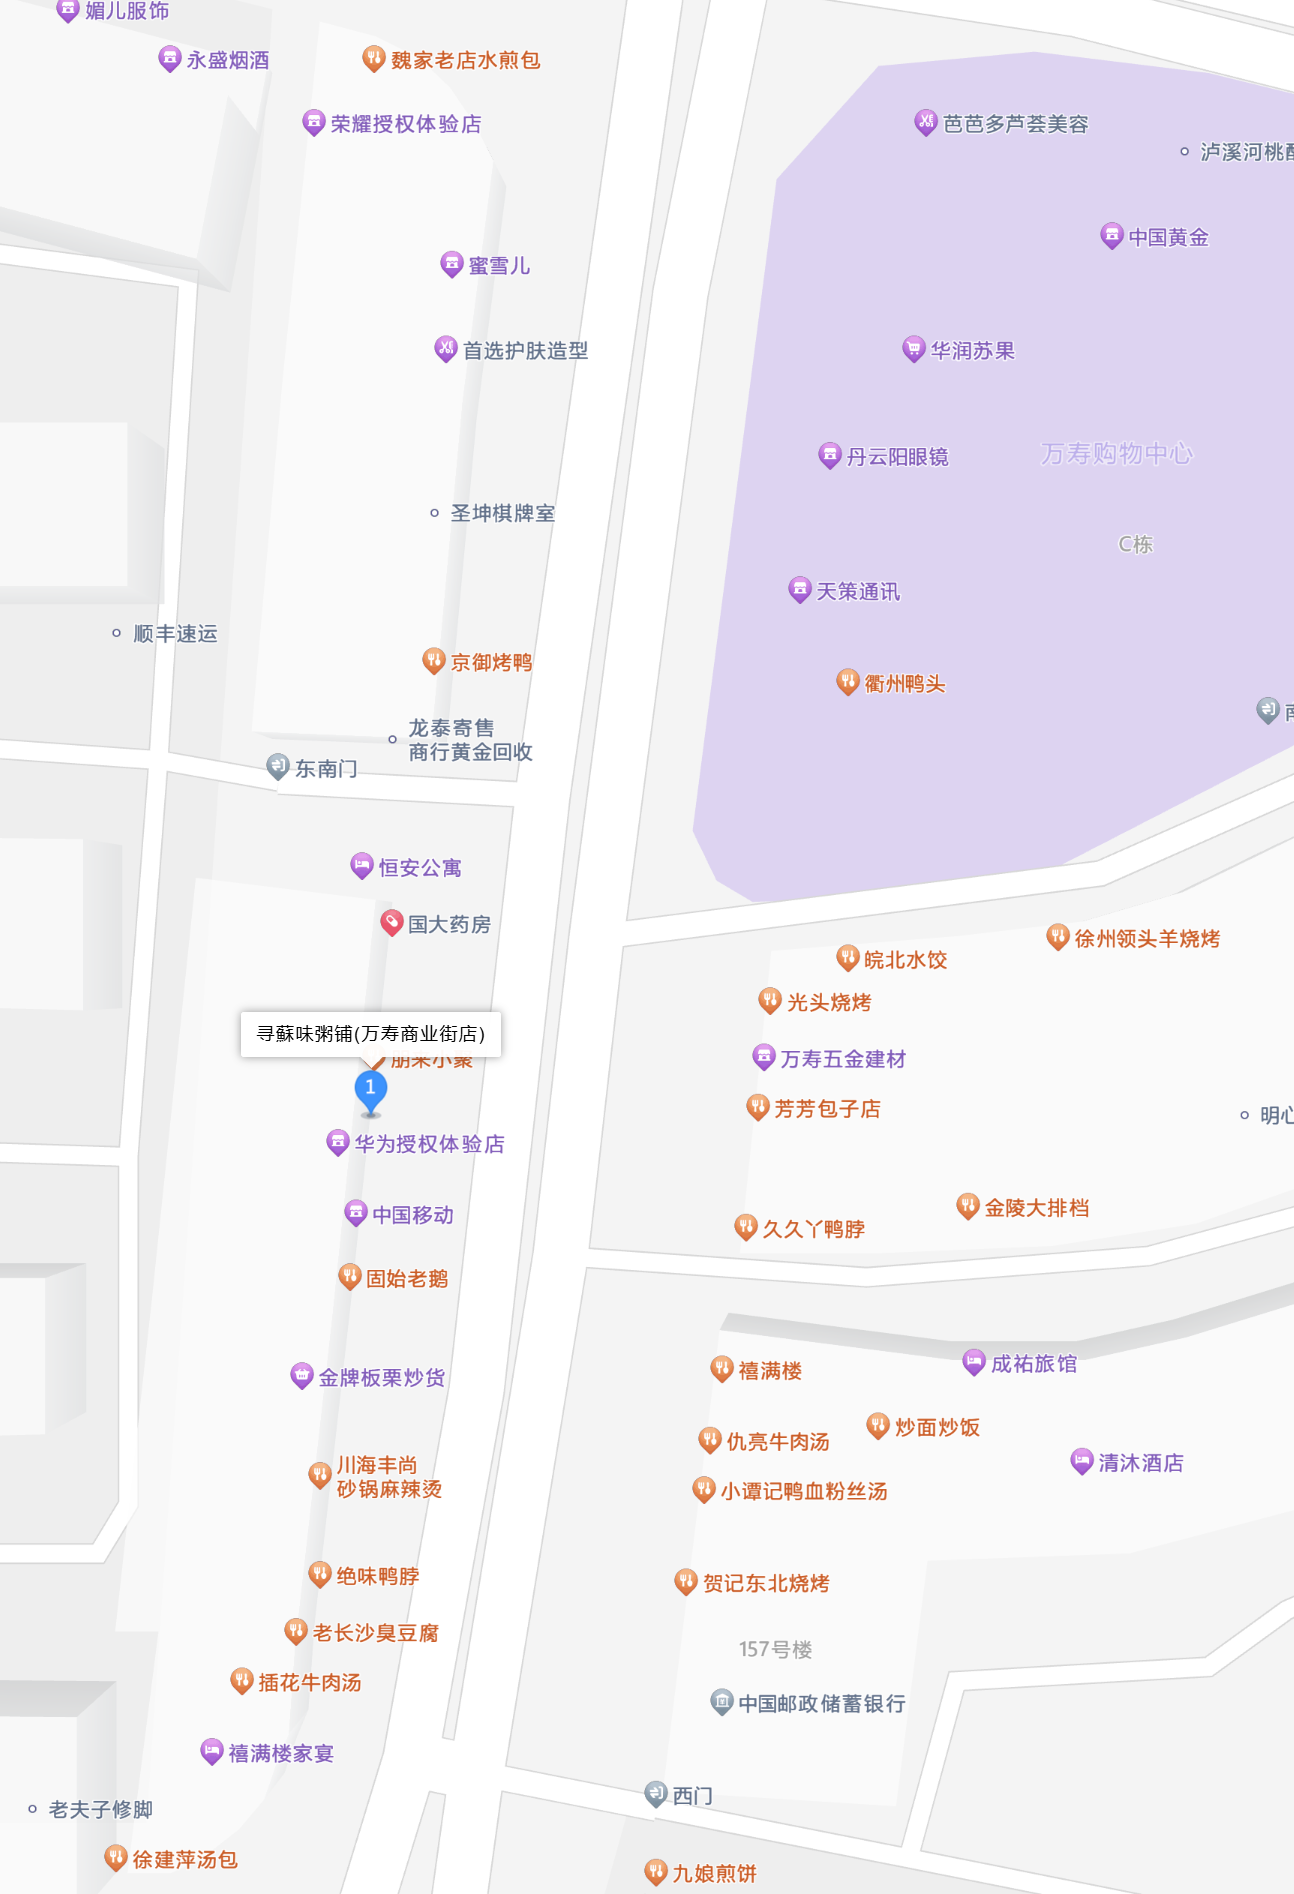 媚儿服饰
永盛烟酒
魏家老店水煎包
荣耀授权体验店
芭芭多芦荟美容
泸溪河桃酥
中国黄金
蜜雪儿
首选护肤造型
华润苏果
丹云阳眼镜
万寿购物中心
圣坤棋牌室
C栋
天策通讯
顺丰速运
京御烤鸭
衢州鸭头
南
龙泰寄售
商行黄金回收
东南门
恒安公寓
国大药房
徐州领头羊烧烤
皖北水饺
光头烧烤
寻蘇味粥铺(万寿商业街店)
朋来小聚
万寿五金建材
1
芳芳包子店
明心
华为授权体验店
中国移动
金陵大排档
久久丫鸭脖
固始老鹅
禧满楼
成祐旅馆
金牌板栗炒货
仇亮牛肉汤
炒面炒饭
清沐酒店
川海丰尚
砂锅麻辣烫
小谭记鸭血粉丝汤
绝味鸭脖
贺记东北烧烤
老长沙臭豆腐
157号楼
插花牛肉汤
中国邮政储蓄银行
禧满楼家宴
西门
老夫子修脚
徐建萍汤包
九娘煎饼